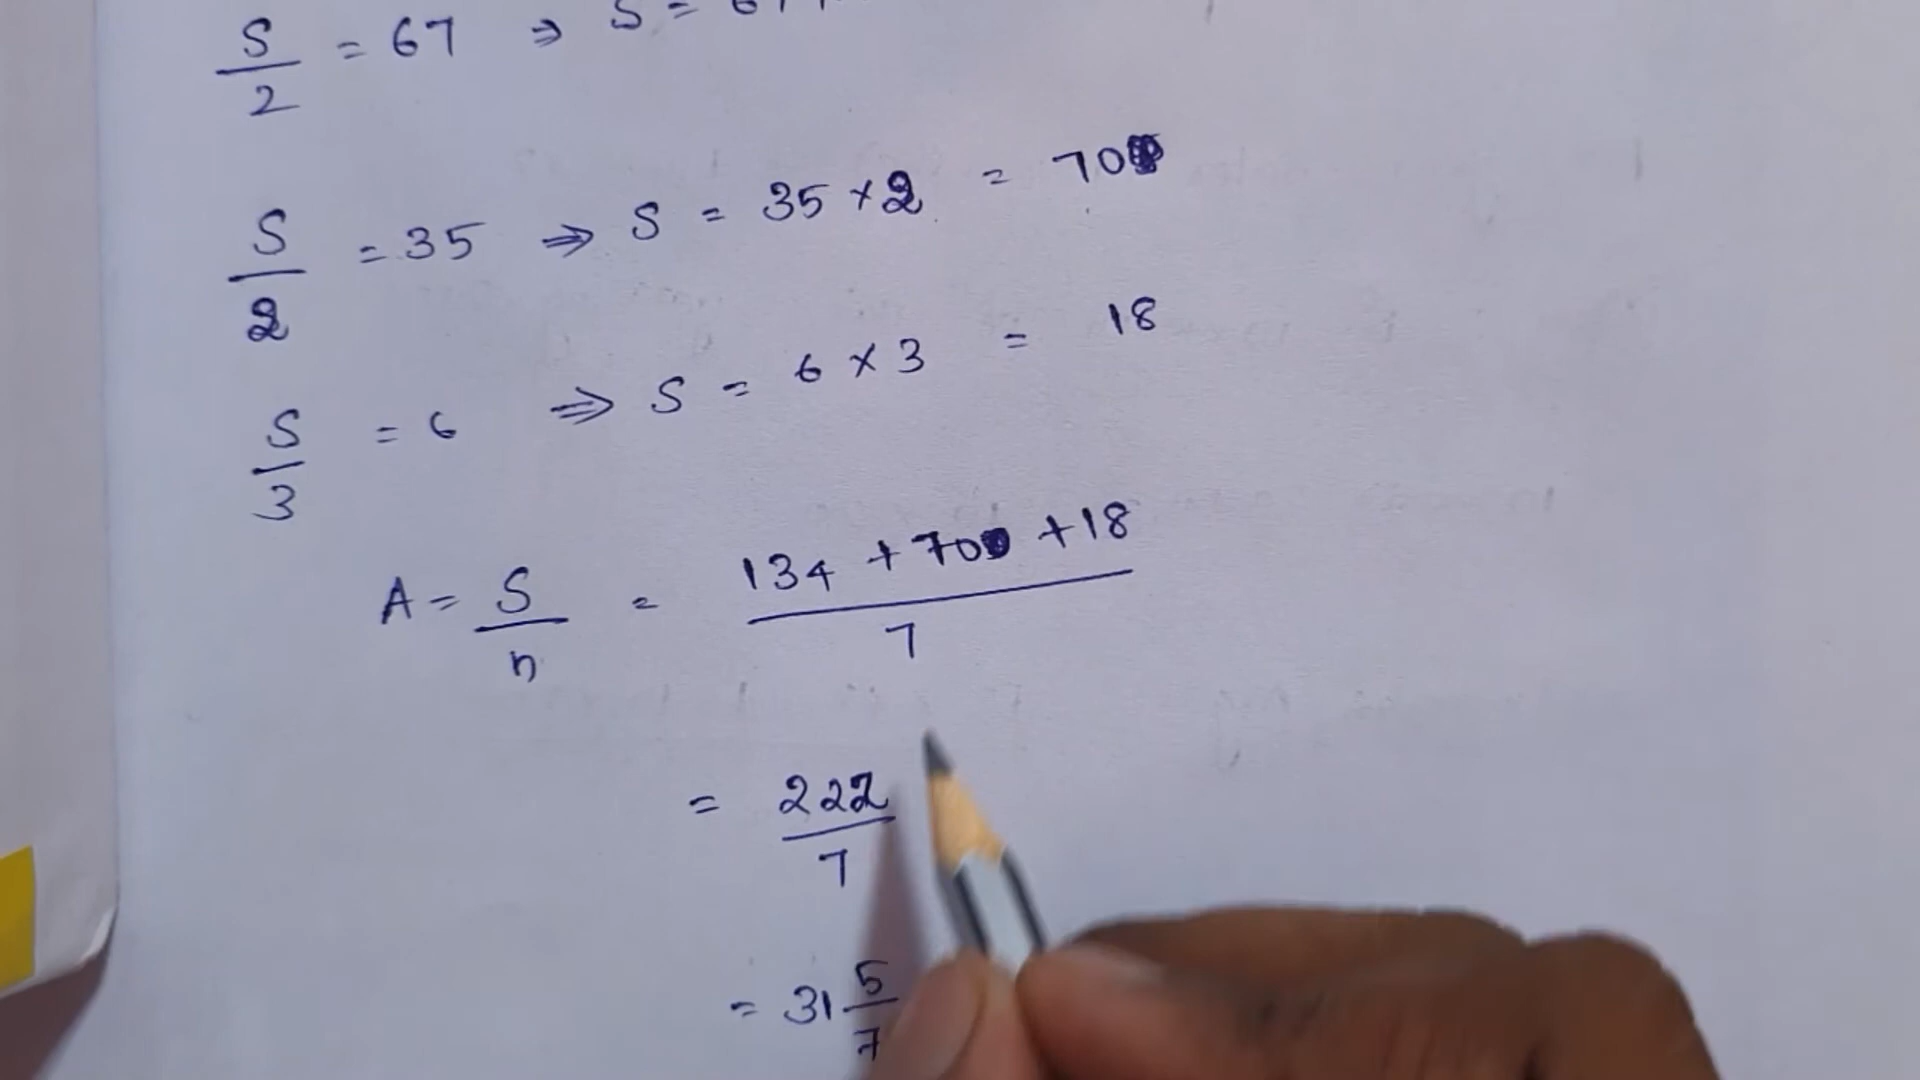 S/2 = 67 ⇒ S = 67
S/2 = 35 ⇒ S = 35 × 2 = 70
S/3 = 6 ⇒ S = 6 × 3 = 18
A = S/n = (134 + 70 + 18)/7
= 222/7
= 31 5/7